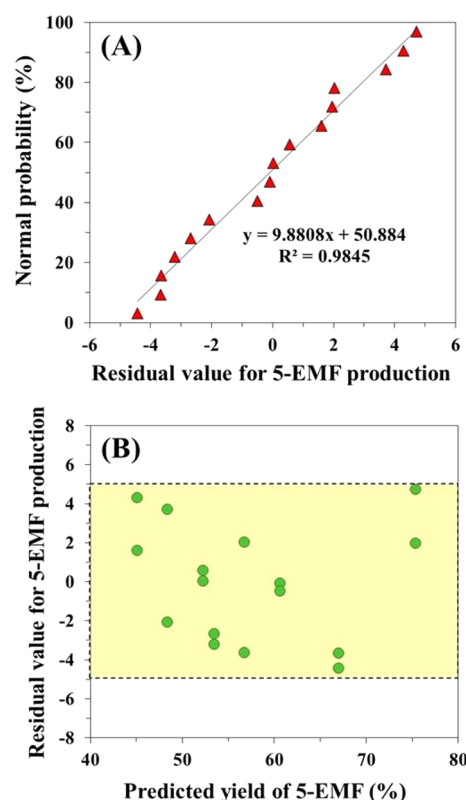 (A)
Normal probability (%)
100
80
60
40
20
0
y = 9.8808x + 50.884
R² = 0.9845
-6 -4 -2 0 2 4 6
Residual value for 5-EMF production
(B)
Residual value for 5-EMF production
8
6
4
2
0
-2
-4
-6
-8
40 50 60 70 80
Predicted yield of 5-EMF (%)